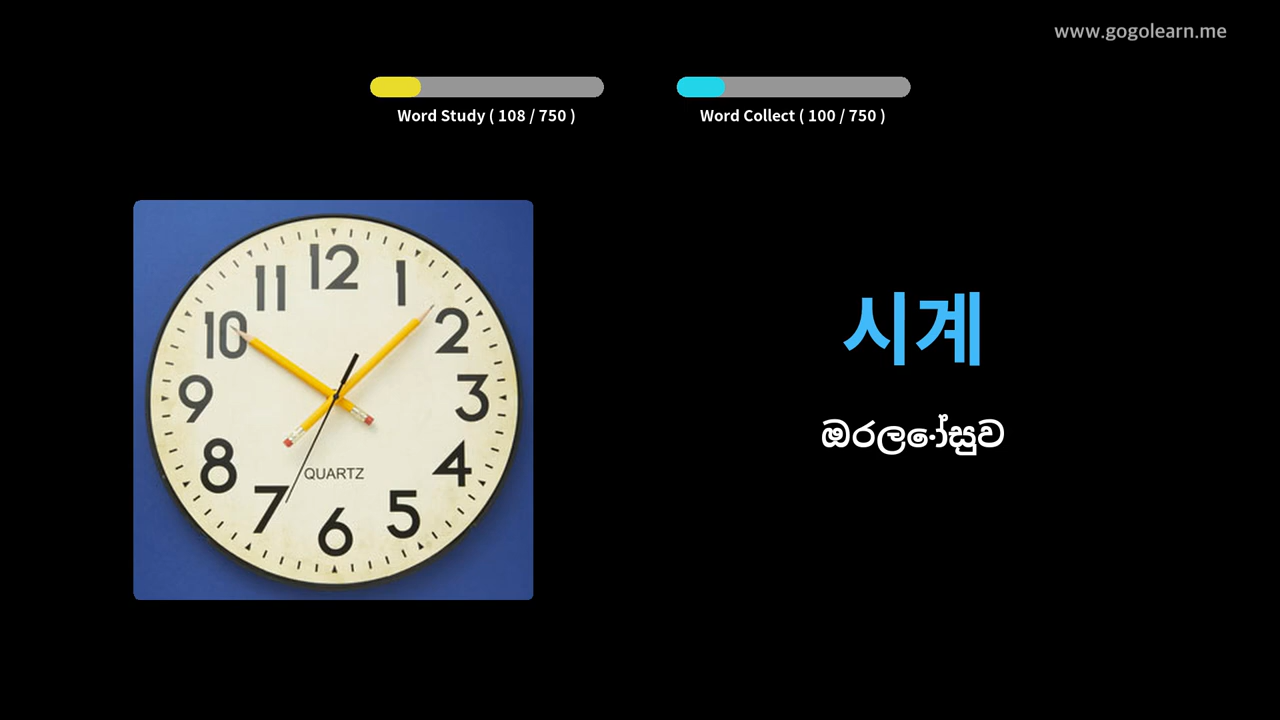 www.gogolearn.me
Word Study ( 108 / 750 )
Word Collect ( 100 / 750 )
12
11
1
10
2
9
3
8
4
QUARTZ
7
5
6
시계
ඔරලෝසුව